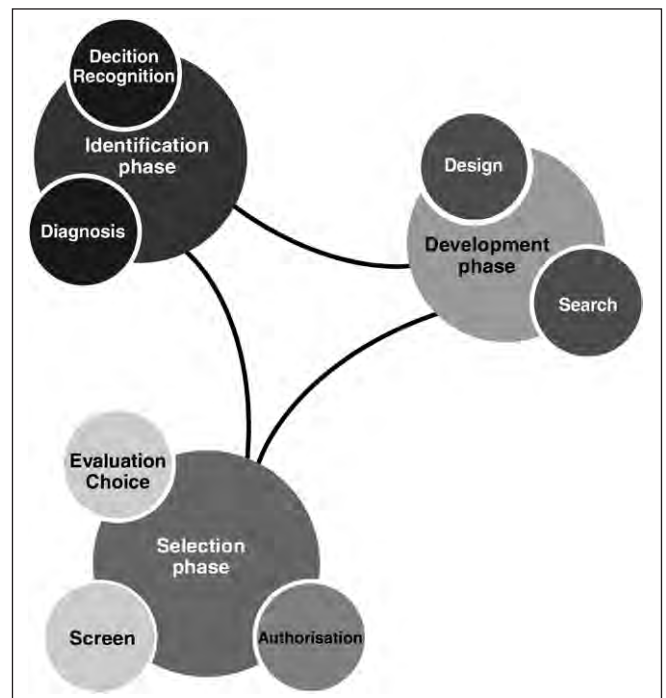 Decition
Recognition
Identification
phase
Diagnosis
Design
Development
phase
Search
Evaluation
Choice
Selection
phase
Screen
Authorisation